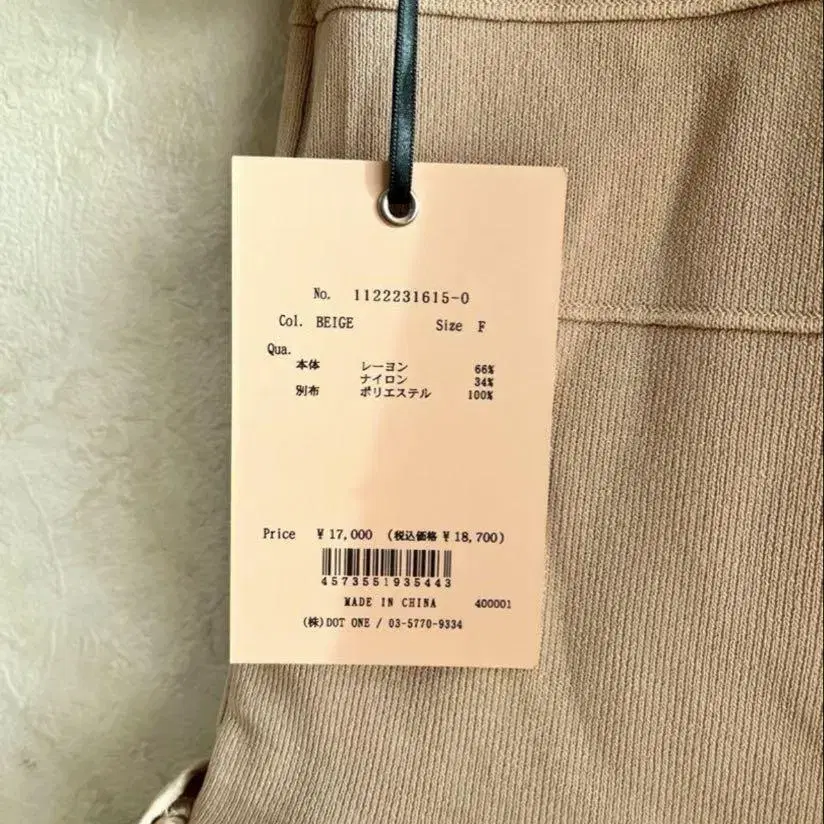 No. 1122231615-0
Col. BEIGE Size F
Qua.
本体 レーヨン 66%
ナイロン 34%
別布 ポリエステル 100%
Price ¥17,000 (税込価格¥18,700)
4573551935443
MADE IN CHINA 400001
(株)DOT ONE / 03-5770-9334